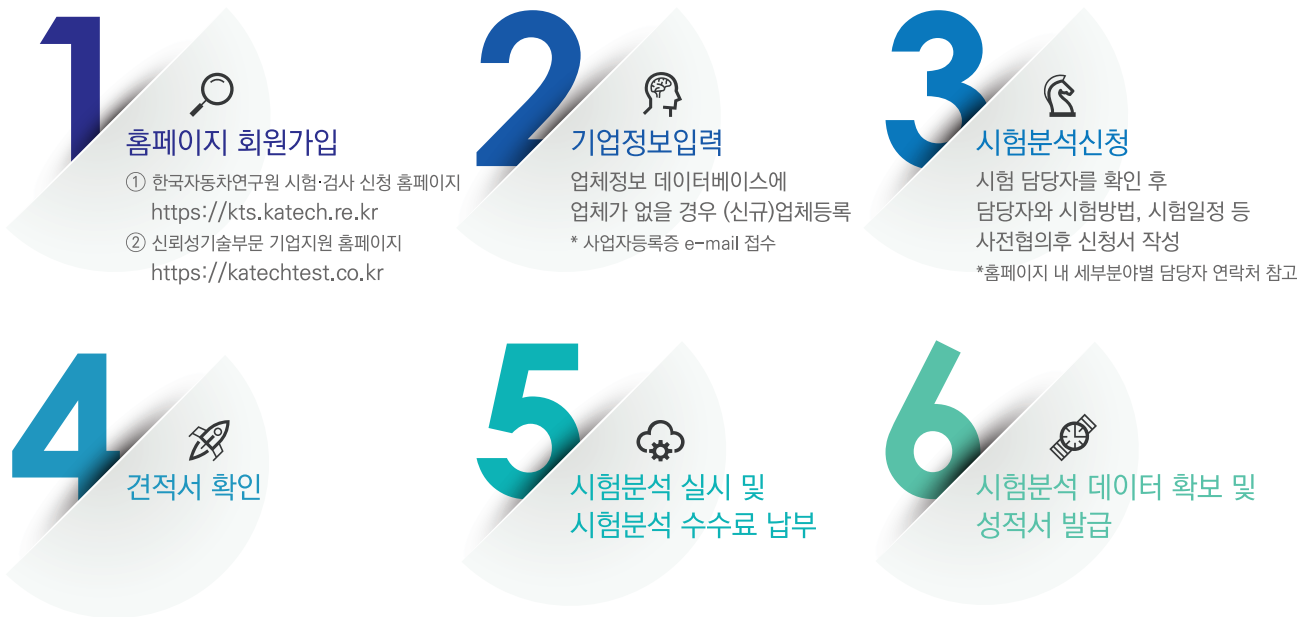 1
홈페이지 회원가입
① 한국자동차연구원 시험·검사 신청 홈페이지
https://kts.katech.re.kr
② 신뢰성기술부문 기업지원 홈페이지
https://katechtest.co.kr
2
기업정보입력
업체정보 데이터베이스에
업체가 없을 경우 (신규)업체등록
* 사업자등록증 e-mail 접수
3
시험분석신청
시험 담당자를 확인 후
담당자와 시험방법, 시험일정 등
사전협의후 신청서 작성
*홈페이지 내 세부분야별 담당자 연락처 참고
4
견적서 확인
5
시험분석 실시 및
시험분석 수수료 납부
6
시험분석 데이터 확보 및
성적서 발급